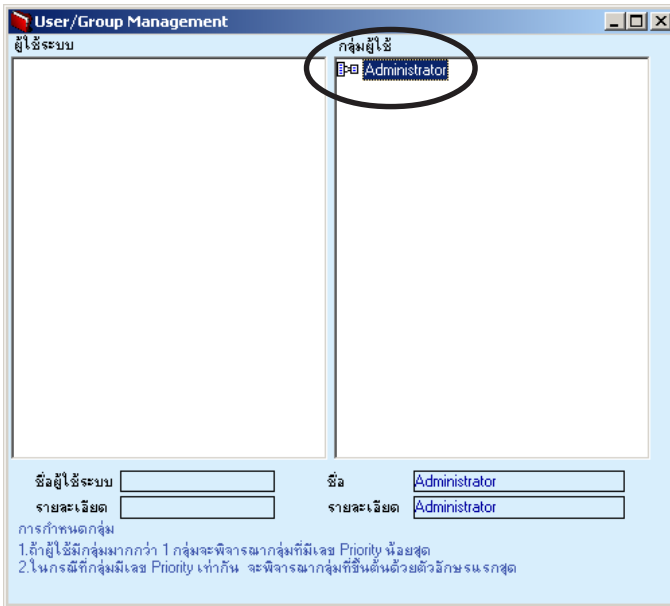 User/Group Management
ผู้ใช้ระบบ
กลุ่มผู้ใช้
Administrator
ชื่อผู้ใช้ระบบ
ชื่อ Administrator
รายละเอียด
รายละเอียด Administrator
การกำหนดกลุ่ม
1.ถ้าผู้ใช้มีกลุ่มมากกว่า 1 กลุ่มจะพิจารณากลุ่มที่มีเลข Priority น้อยสุด
2.ในกรณีที่กลุ่มมีเลข Priority เท่ากัน จะพิจารณากลุ่มที่ขึ้นต้นด้วยตัวอักษรแรกสุด